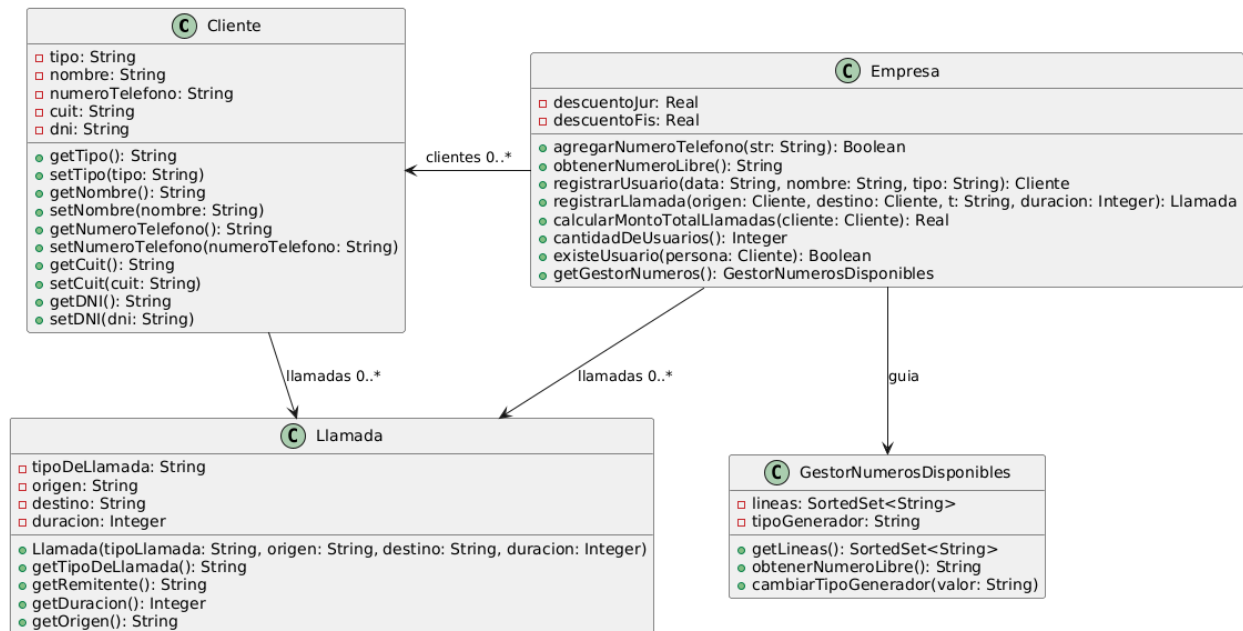 C Cliente
tipo: String
nombre: String
numeroTelefono: String
cuit: String
dni: String
getTipo(): String
setTipo(tipo: String)
getNombre(): String
setNombre(nombre: String)
getNumeroTelefono(): String
setNumeroTelefono(numeroTelefono: String)
getCuit(): String
setCuit(cuit: String)
getDNI(): String
setDNI(dni: String)
clientes 0..*
C Empresa
descuentoJur: Real
descuentoFis: Real
agregarNumeroTelefono(str: String): Boolean
obtenerNumeroLibre(): String
registrarUsuario(data: String, nombre: String, tipo: String): Cliente
registrarLlamada(origen: Cliente, destino: Cliente, t: String, duracion: Integer): Llamada
calcularMontoTotalLlamadas(cliente: Cliente): Real
cantidadDeUsuarios(): Integer
existeUsuario(persona: Cliente): Boolean
getGestorNumeros(): GestorNumerosDisponibles
llamadas 0..*
llamadas 0..*
guia
C Llamada
tipoDeLlamada: String
origen: String
destino: String
duracion: Integer
Llamada(tipoLlamada: String, origen: String, destino: String, duracion: Integer)
getTipoDeLlamada(): String
getRemitente(): String
getDuracion(): Integer
getOrigen(): String
C GestorNumerosDisponibles
lineas: SortedSet<String>
tipoGenerador: String
getLineas(): SortedSet<String>
obtenerNumeroLibre(): String
cambiarTipoGenerador(valor: String)